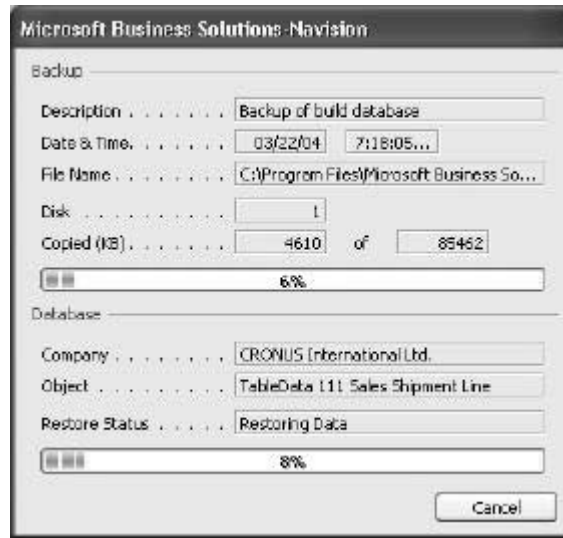 Microsoft Business Solutions-Navision
Backup
Description . . . . . . . Backup of build database
Date & Time. . . . . . . 03/22/04 7:18:05...
File Name . . . . . . . . C:\Program Files\Microsoft Business So...
Disk . . . . . . . . . . 1
Copied (KB) . . . . . . . 4610 of 85462
6%
Database
Company . . . . . . . . CRONUS International Ltd.
Object . . . . . . . . . TableData 111 Sales Shipment Line
Restore Status . . . . . Restoring Data
8%
Cancel